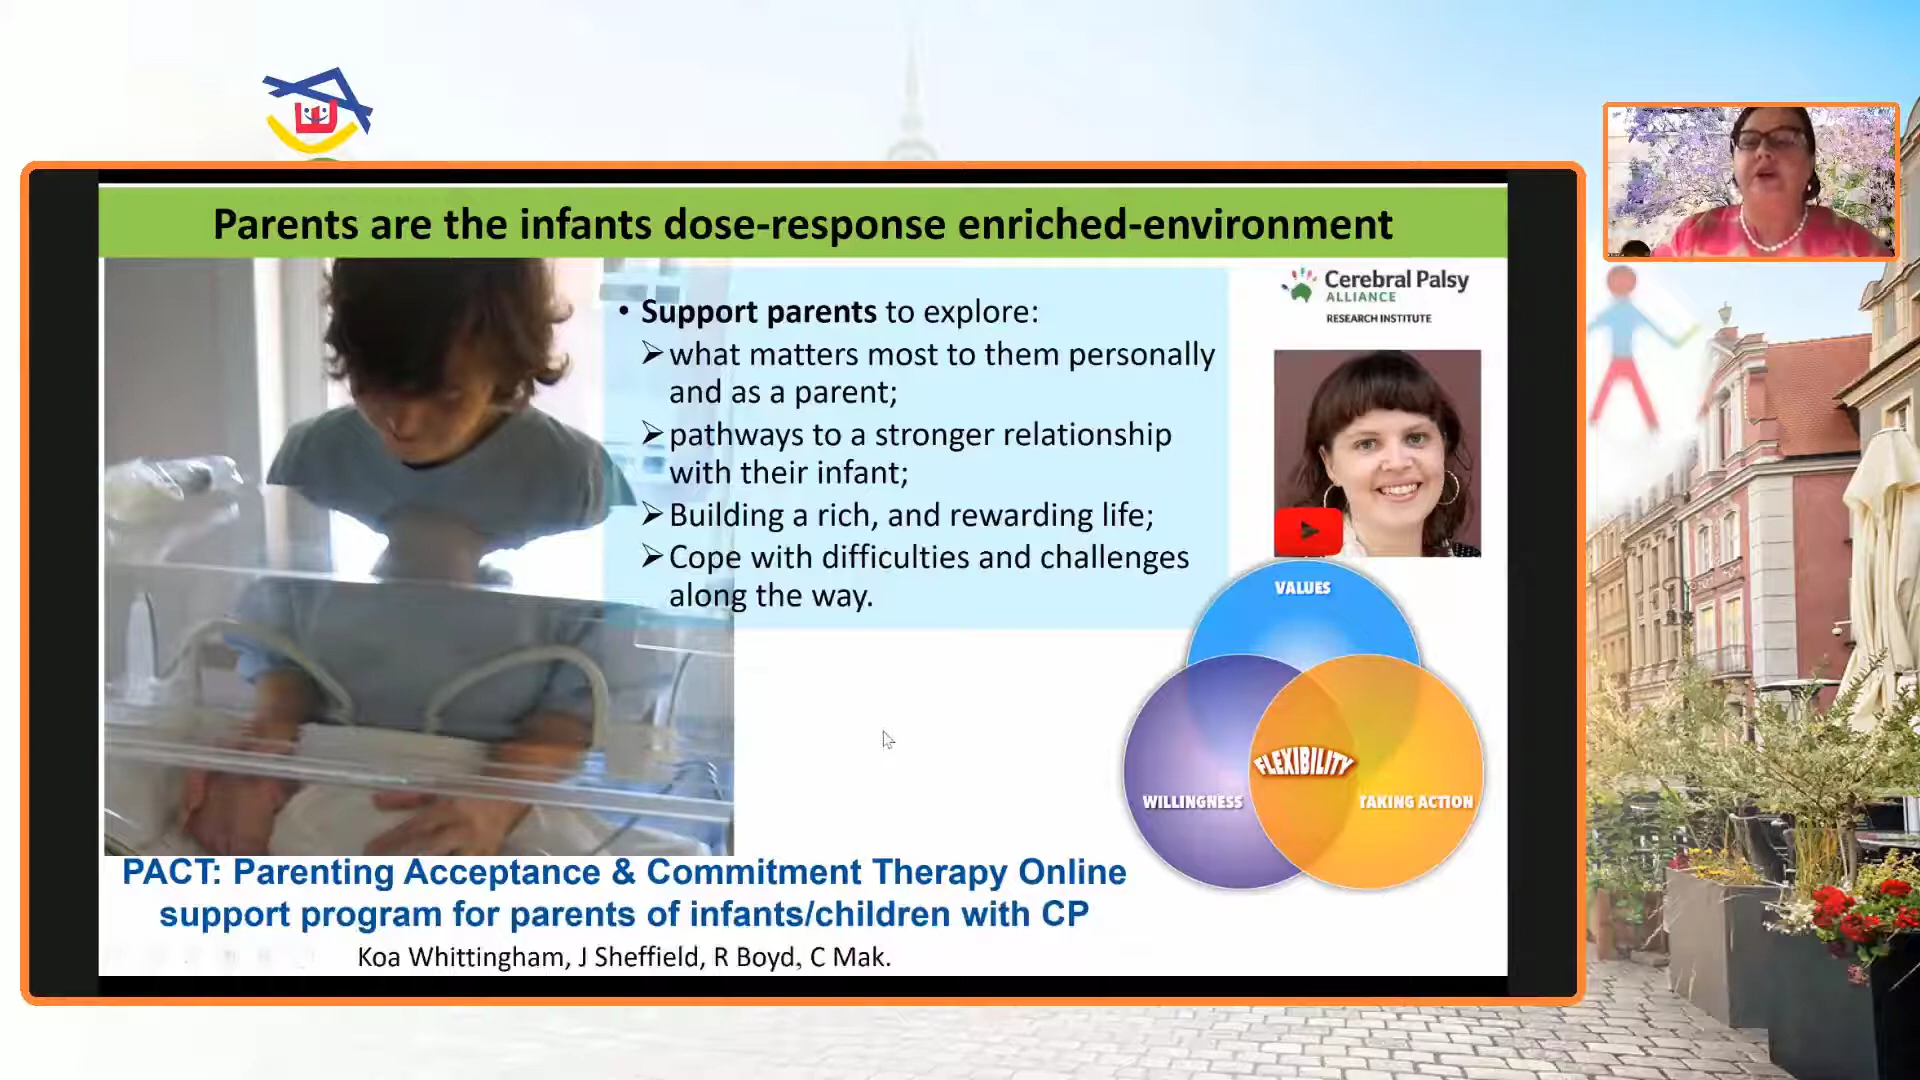 Parents are the infants dose-response enriched-environment
• Support parents to explore:
➢ what matters most to them personally
and as a parent;
➢ pathways to a stronger relationship
with their infant;
➢ Building a rich, and rewarding life;
➢ Cope with difficulties and challenges
along the way.
Cerebral Palsy
ALLIANCE
RESEARCH INSTITUTE
VALUES
FLEXIBILITY
WILLINGNESS
TAKING ACTION
PACT: Parenting Acceptance & Commitment Therapy Online
support program for parents of infants/children with CP
Koa Whittingham, J Sheffield, R Boyd, C Mak.